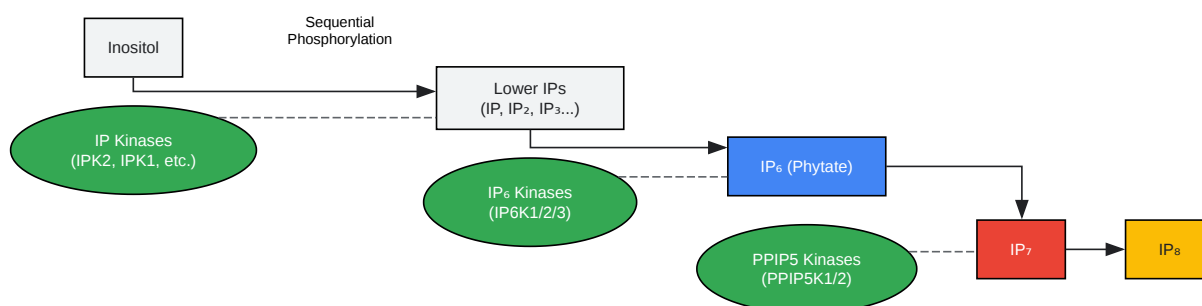 Sequential
Phosphorylation
Inositol
Lower IPs
(IP, IP₂, IP₃...)
IP Kinases
(IPK2, IPK1, etc.)
IP₆ (Phytate)
IP₆ Kinases
(IP6K1/2/3)
IP₇
IP₈
PPIP5 Kinases
(PPIP5K1/2)